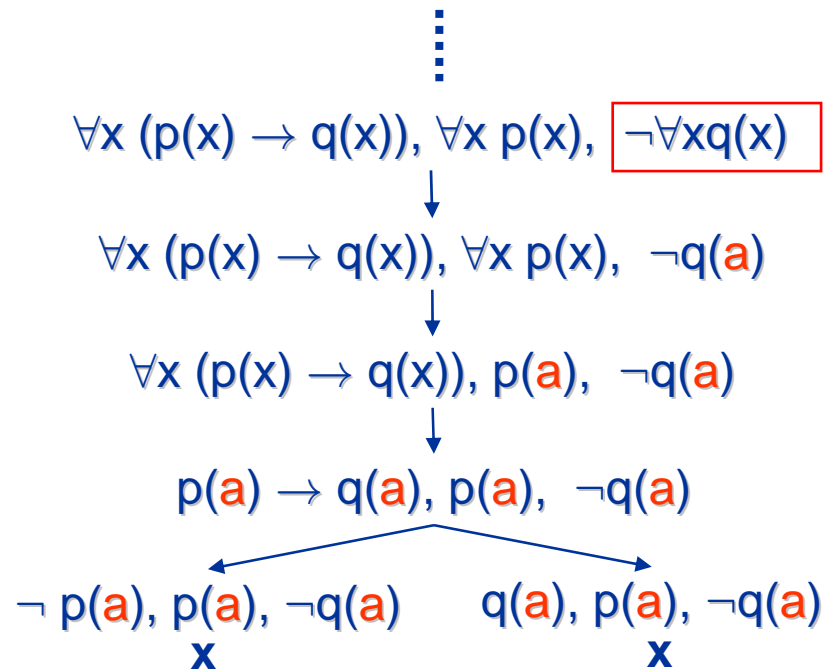 ∀x (p(x) → q(x)), ∀x p(x), ¬∀xq(x)
∀x (p(x) → q(x)), ∀x p(x), ¬q(a)
∀x (p(x) → q(x)), p(a), ¬q(a)
p(a) → q(a), p(a), ¬q(a)
¬ p(a), p(a), ¬q(a) q(a), p(a), ¬q(a)
x x